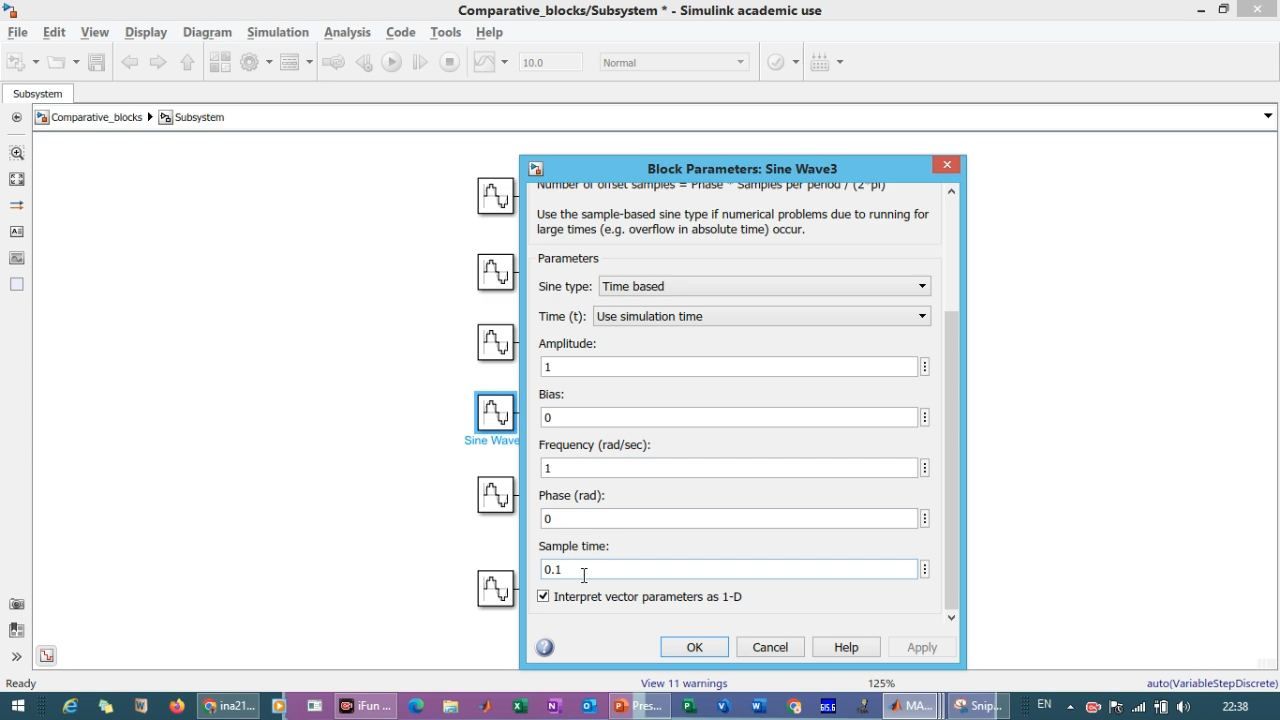 Comparative_blocks/Subsystem * - Simulink academic use
File Edit View Display Diagram Simulation Analysis Code Tools Help
10.0 Normal
Subsystem
Comparative_blocks Subsystem
Block Parameters: Sine Wave3
Number of offset samples = Phase * Samples per period / (2*pi)
Use the sample-based sine type if numerical problems due to running for
large times (e.g. overflow in absolute time) occur.
Parameters
Sine type: Time based
Time (t): Use simulation time
Amplitude:
1
Bias:
0
Frequency (rad/sec):
1
Phase (rad):
0
Sample time:
0.1
Interpret vector parameters as 1-D
OK Cancel Help Apply
Sine Wave
Ready View 11 warnings 125% auto(VariableStepDiscrete)
ina21... iFun ... Pres... MA... Snip... EN 22:38